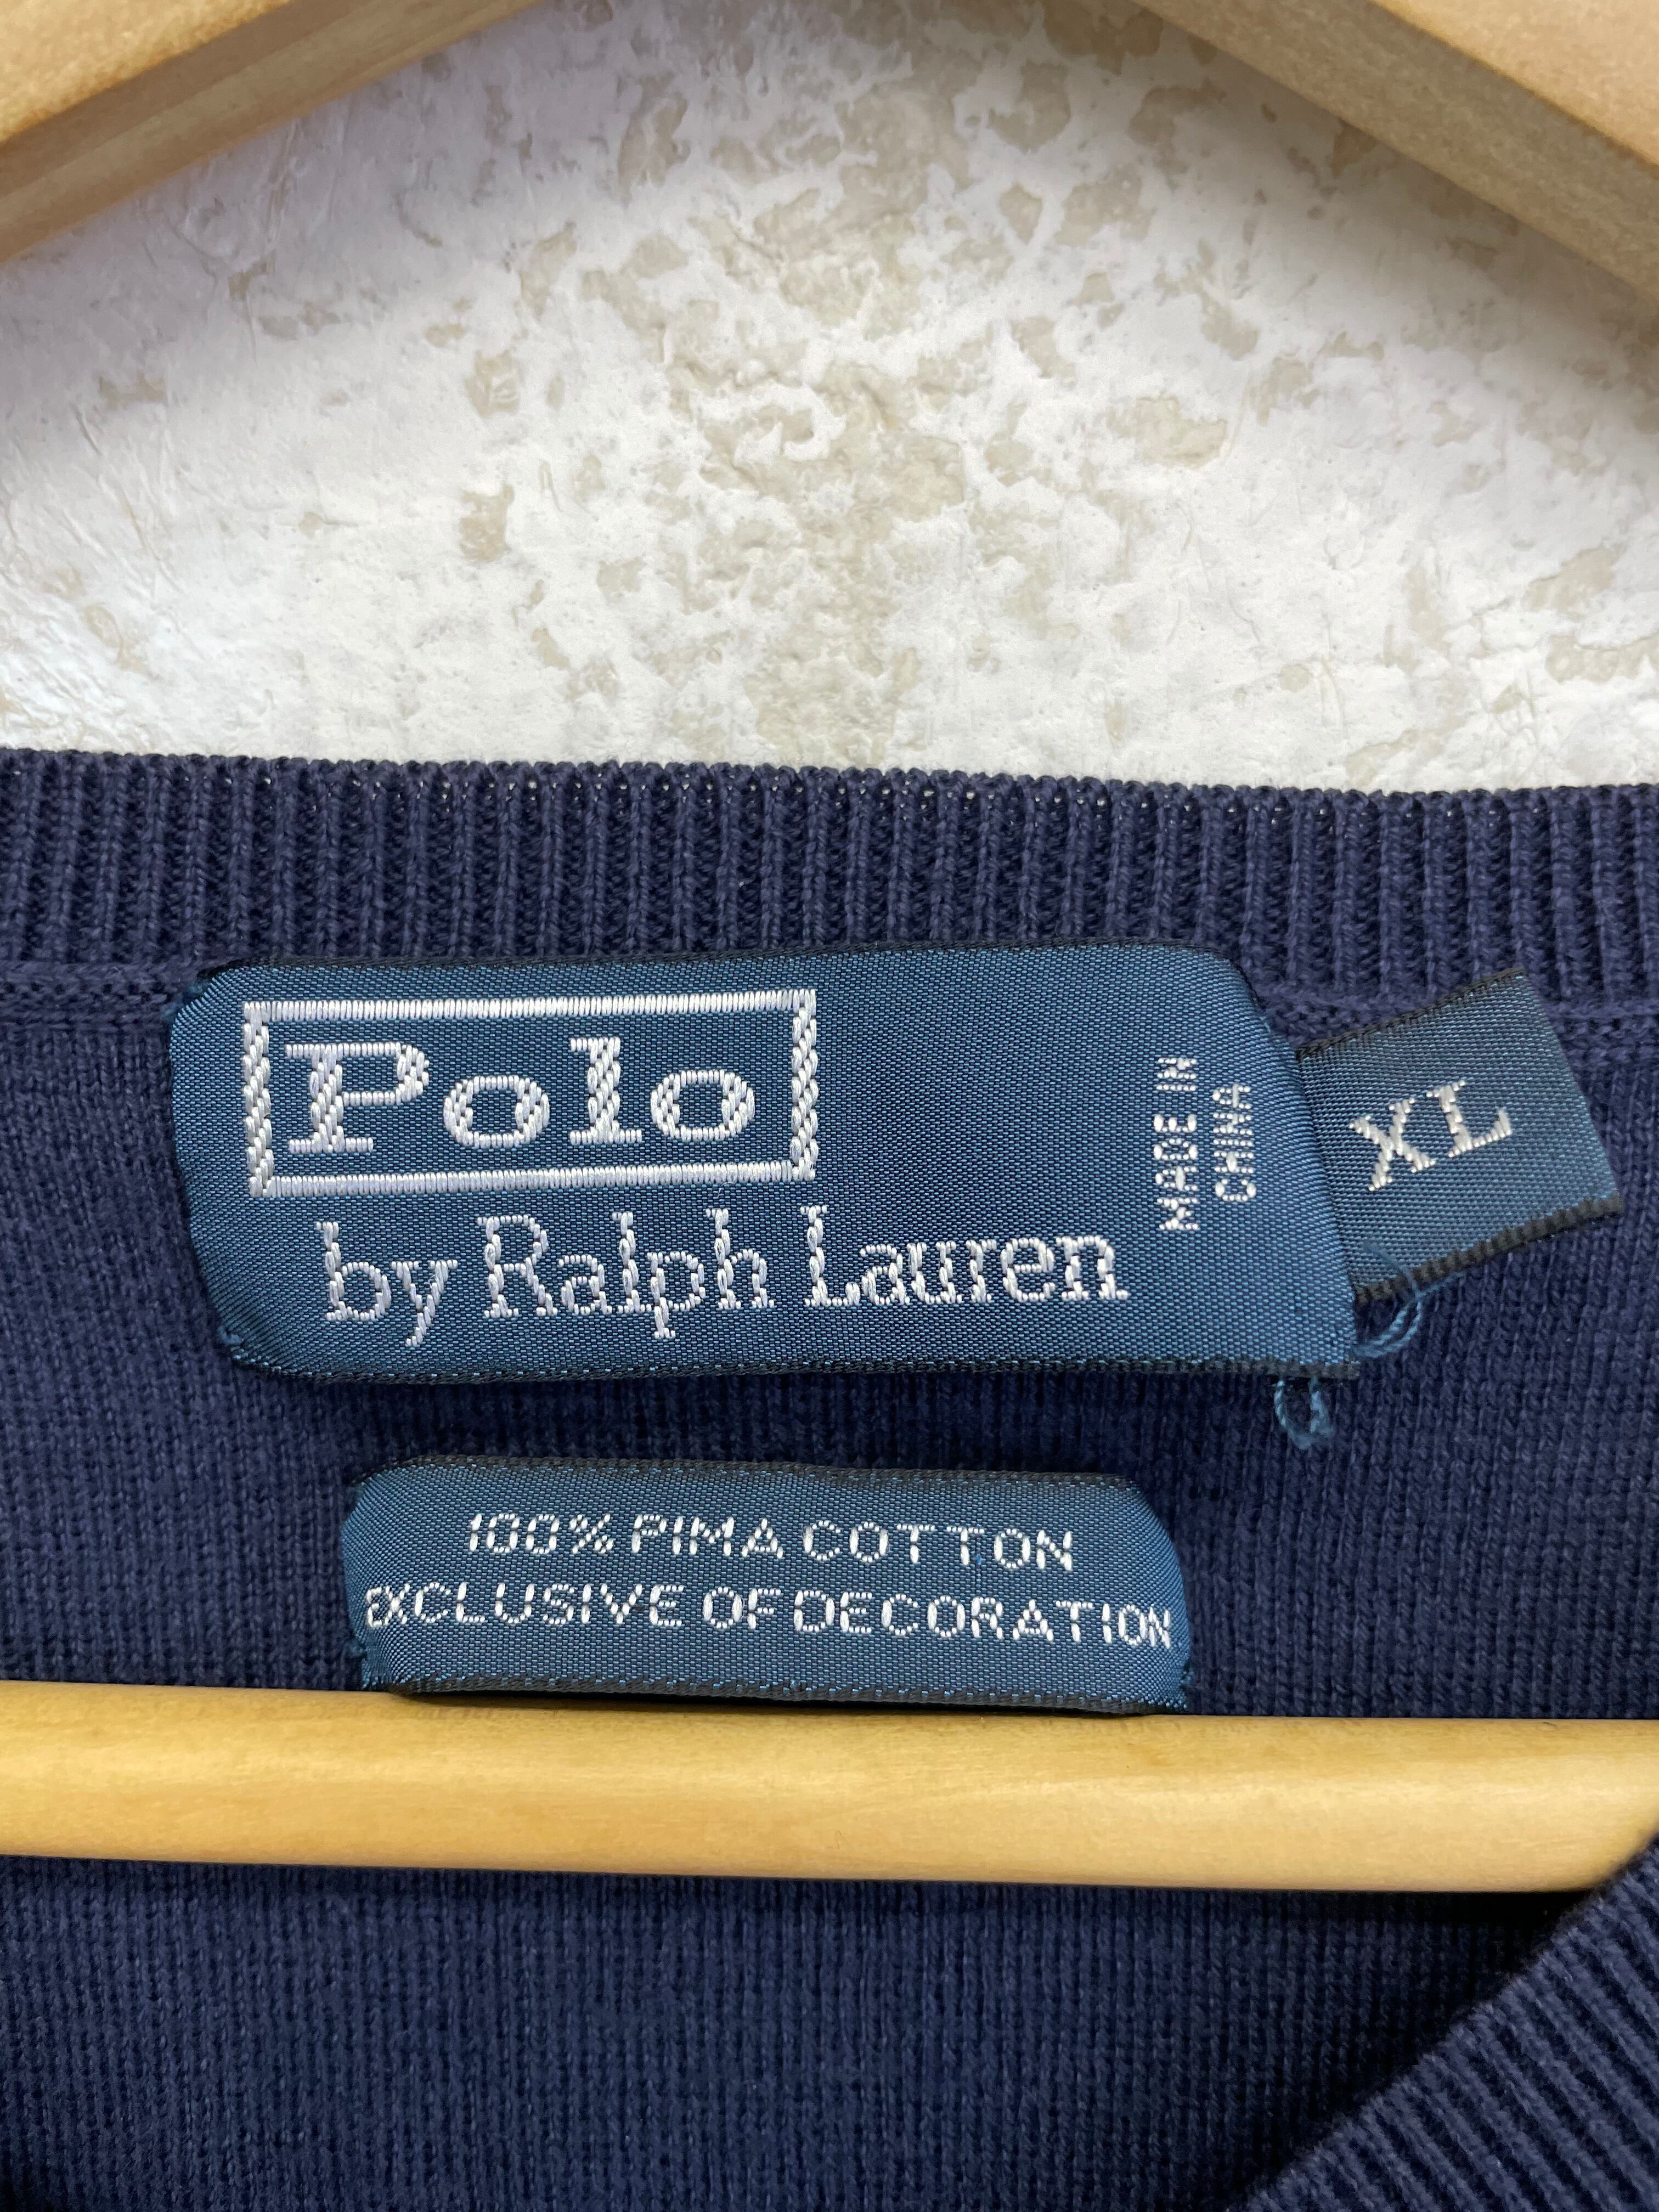 Polo
by Ralph Lauren
MADE IN
CHINA
XL
100% PIMA COTTON
EXCLUSIVE OF DECORATION